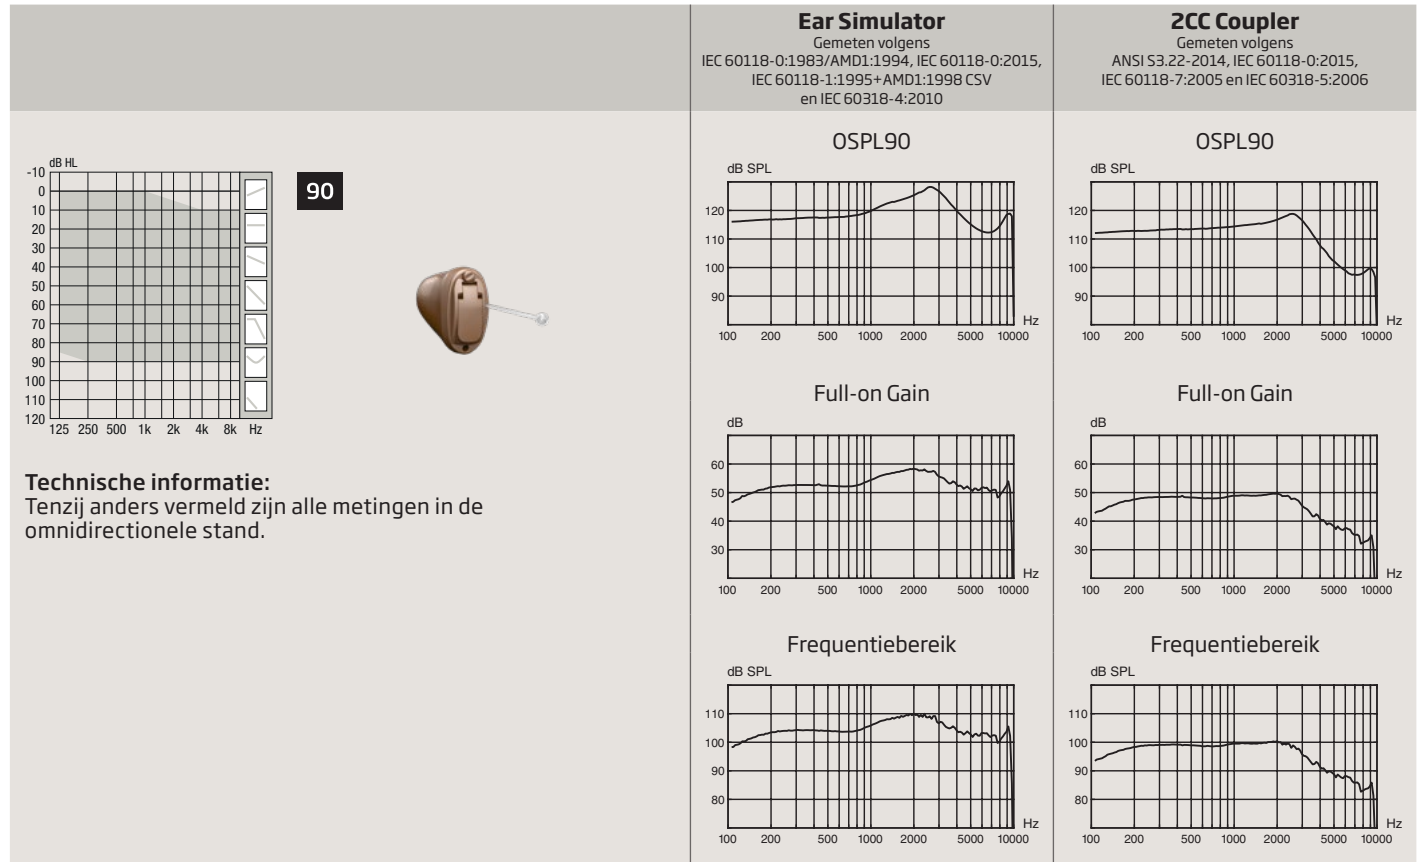 Ear Simulator
Gemeten volgens
IEC 60118-0:1983/AMD1:1994, IEC 60118-0:2015,
IEC 60118-1:1995+AMD1:1998 CSV
en IEC 60318-4:2010
2CC Coupler
Gemeten volgens
ANSI S3.22-2014, IEC 60118-0:2015,
IEC 60118-7:2005 en IEC 60318-5:2006
dB HL
-10
0
10
20
30
40
50
60
70
80
90
100
110
120
125 250 500 1k 2k 4k 8k Hz
90
Technische informatie:
Tenzij anders vermeld zijn alle metingen in de
omnidirectionele stand.
OSPL90
dB SPL
120
110
100
90
Hz
100 200 500 1000 2000 5000 10000
Full-on Gain
dB
60
50
40
30
Hz
100 200 500 1000 2000 5000 10000
Frequentiebereik
dB SPL
110
100
90
80
Hz
100 200 500 1000 2000 5000 10000
OSPL90
dB SPL
120
110
100
90
Hz
100 200 500 1000 2000 5000 10000
Full-on Gain
dB
60
50
40
30
Hz
100 200 500 1000 2000 5000 10000
Frequentiebereik
dB SPL
110
100
90
80
Hz
100 200 500 1000 2000 5000 10000